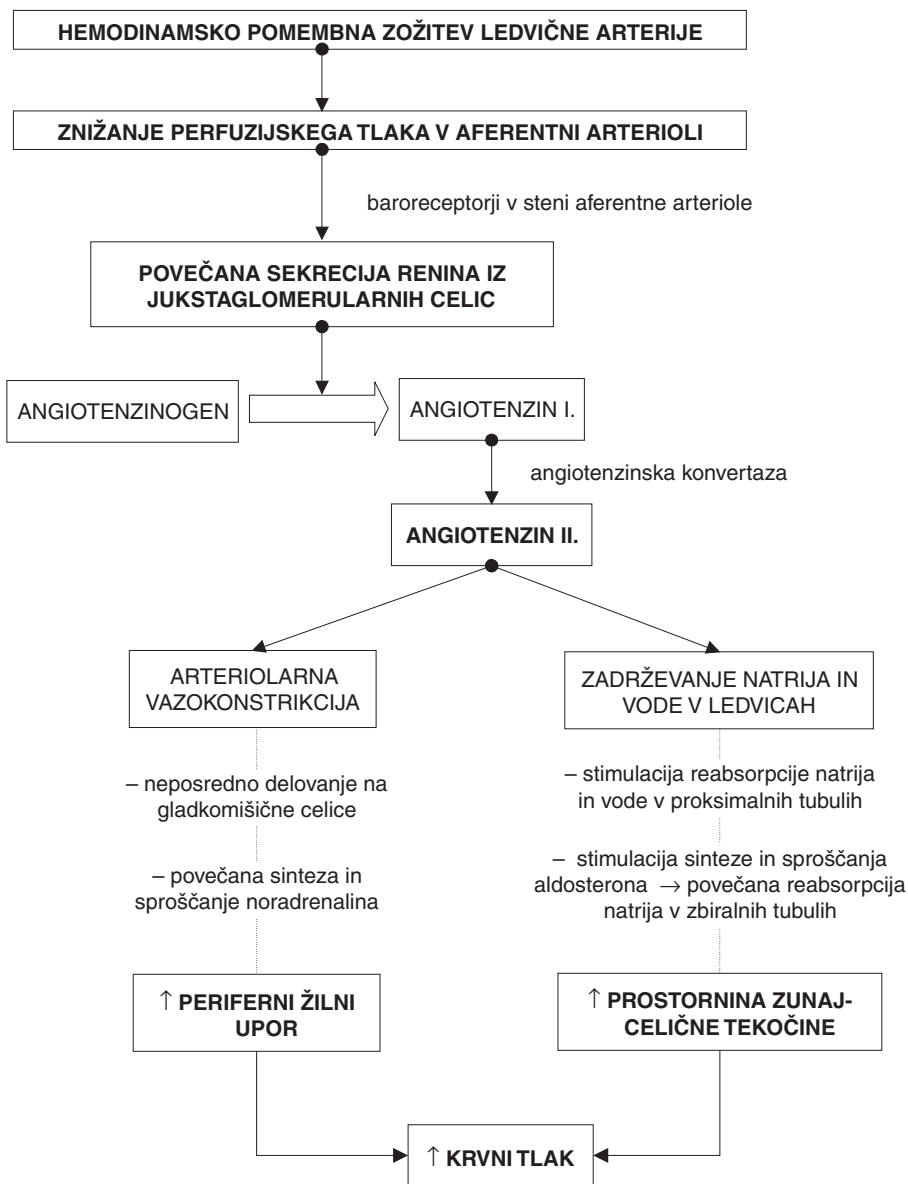 HEMODINAMSKO POMEMBNA ZOŽITEV LEDVIČNE ARTERIJE
ZNIŽANJE PERFUZIJSKEGA TLAKA V AFERENTNI ARTERIOLI
baroreceptorji v steni aferentne arteriole
POVEČANA SEKRECIJA RENINA IZ
JUKSTAGLOMERULARNIH CELIC
ANGIOTENZINOGEN
ANGIOTENZIN I.
angiotenzinska konvertaza
ANGIOTENZIN II.
ARTERIOLARNA
VAZOKONSTRIKCIJA
– neposredno delovanje na
gladkomišične celice
– povečana sinteza in
sproščanje noradrenalina
↑ PERIFERNI ŽILNI
UPOR
ZADRŽEVANJE NATRIJA IN
VODE V LEDVICAH
– stimulacija reabsorpcije natrija
in vode v proksimalnih tubulih
– stimulacija sinteze in sproščanja
aldosterona → povečana reabsorpcija
natrija v zbiralnih tubulih
↑ PROSTORNINA ZUNAJ-
CELIČNE TEKOČINE
↑ KRVNI TLAK